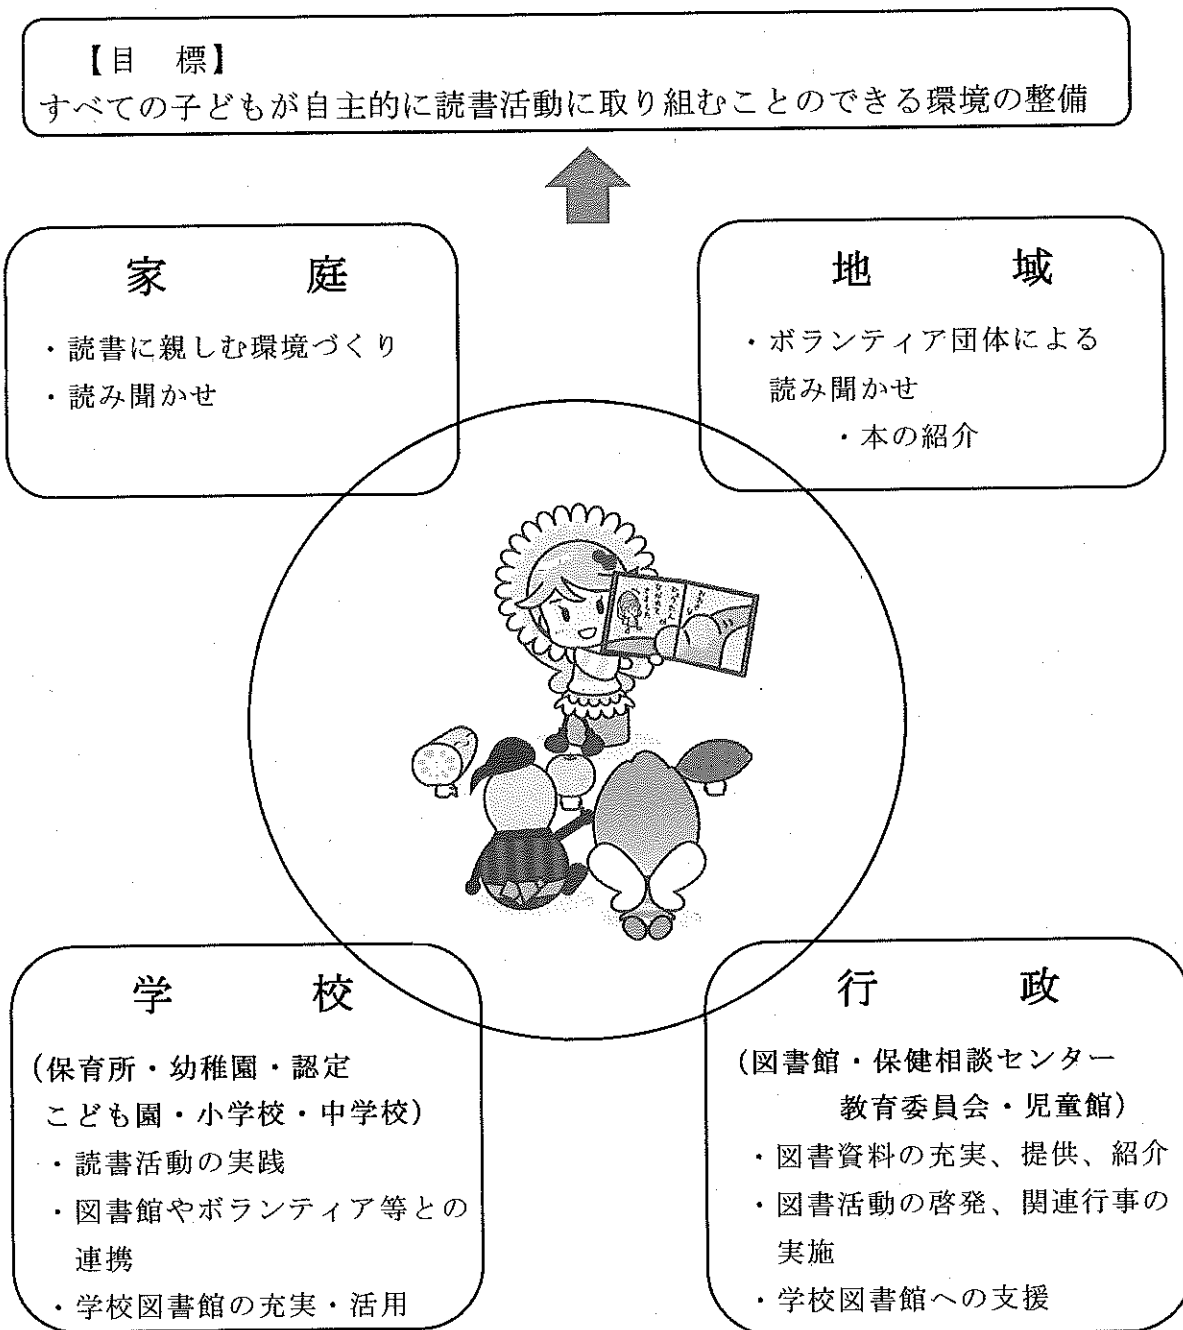 【目　標】
すべての子どもが自主的に読書活動に取り組むことのできる環境の整備
家　庭
・読書に親しむ環境づくり
・読み聞かせ
地　域
・ボランティア団体による
読み聞かせ
・本の紹介
学　校
(保育所・幼稚園・認定
こども園・小学校・中学校)
・読書活動の実践
・図書館やボランティア等との
連携
・学校図書館の充実・活用
行　政
(図書館・保健相談センター
教育委員会・児童館)
・図書資料の充実、提供、紹介
・図書活動の啓発、関連行事の
実施
・学校図書館への支援